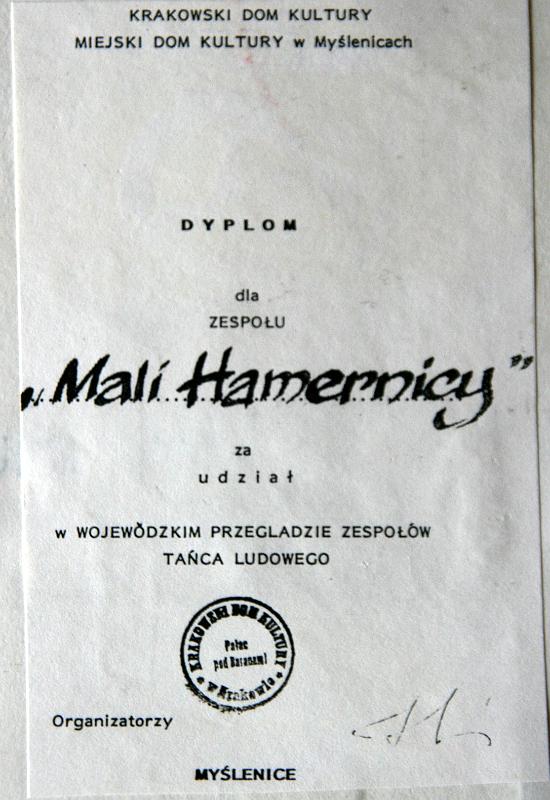 KRAKOWSKI DOM KULTURY
MIEJSKI DOM KULTURY w Myślenicach
DYPLOM
dla
ZESPOŁU
„Mali Hamernicy”
za
udział
w WOJEWÓDZKIM PRZEGLADZIE ZESPOŁÓW
TAŃCA LUDOWEGO
KRAKOWSKI DOM KULTURY
Pałac
pod Baranami
w Krakowie
Organizatorzy
MYŚLENICE